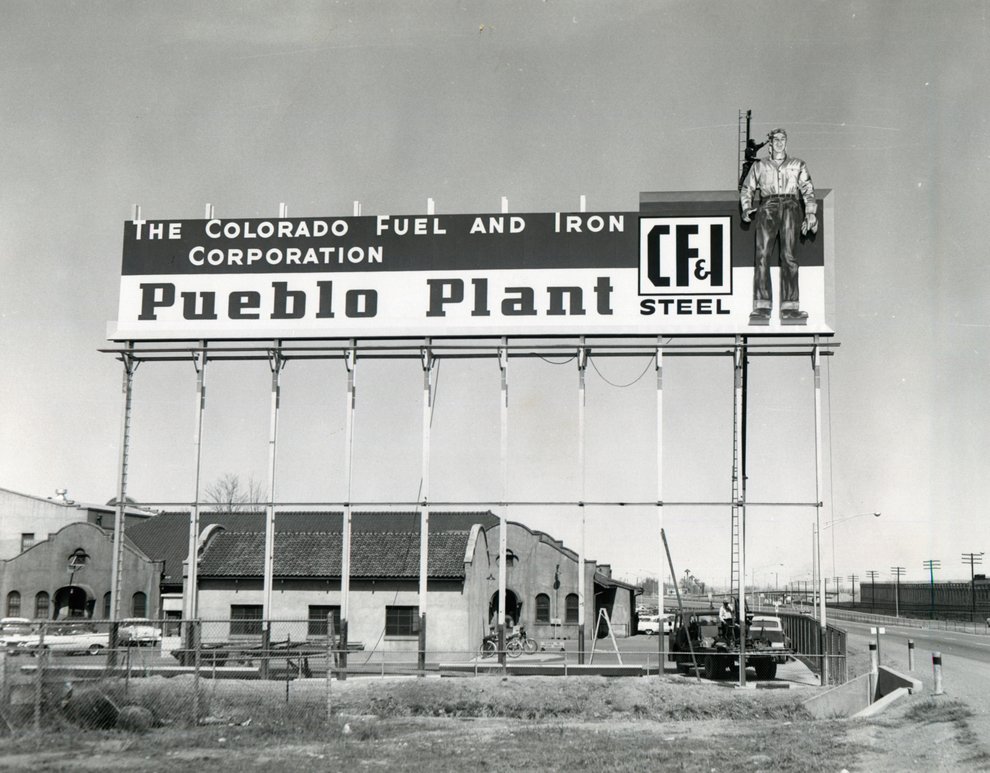 The Colorado Fuel and Iron
Corporation
Pueblo Plant
CF&I
STEEL